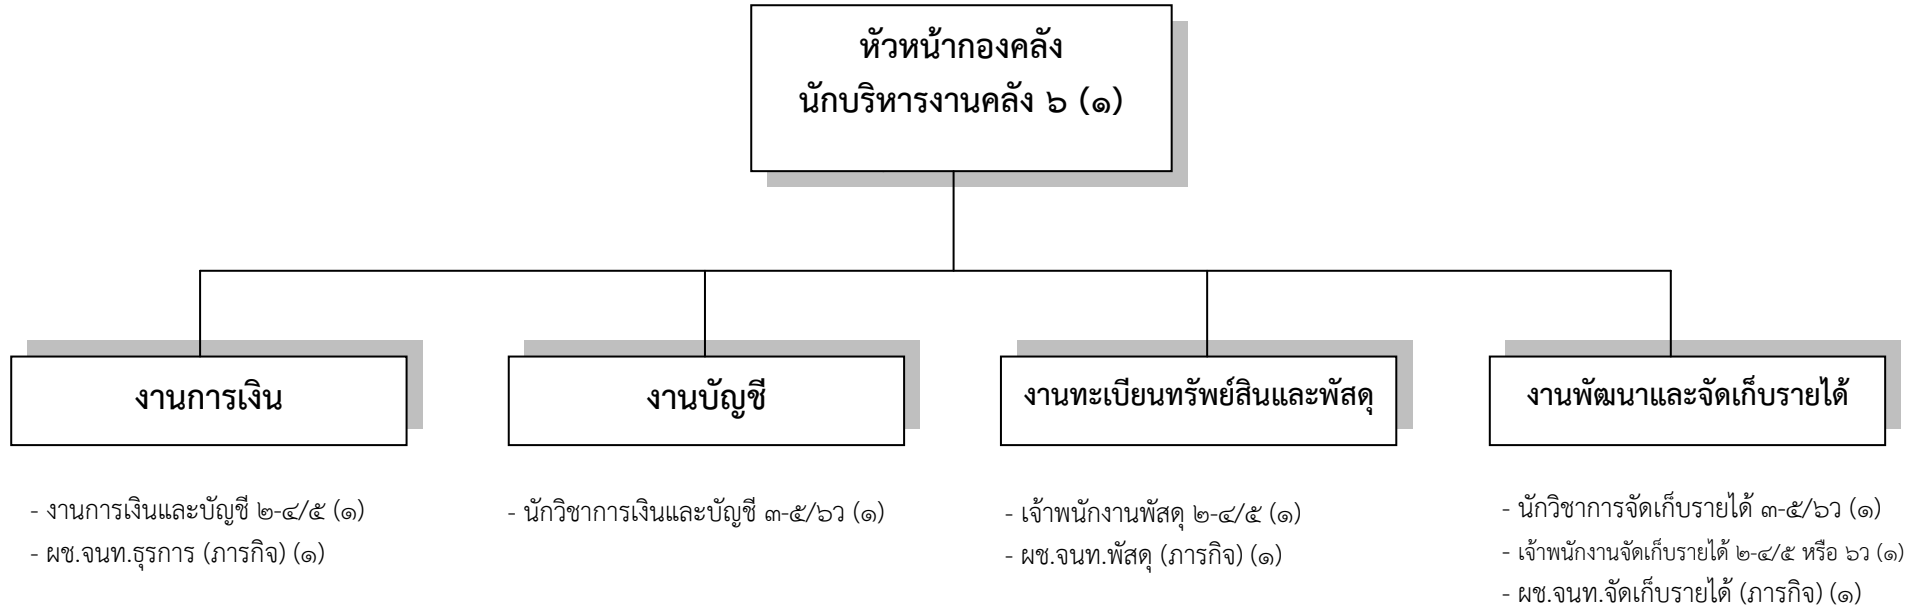 หัวหน้ากองคลัง
นักบริหารงานคลัง ๖ (๑)
งานการเงิน
- งานการเงินและบัญชี ๒-๔/๕ (๑)
- ผช.จนท.ธุรการ (ภารกิจ) (๑)
งานบัญชี
- นักวิชาการเงินและบัญชี ๓-๕/๖ว (๑)
งานทะเบียนทรัพย์สินและพัสดุ
- เจ้าพนักงานพัสดุ ๒-๔/๕ (๑)
- ผช.จนท.พัสดุ (ภารกิจ) (๑)
งานพัฒนาและจัดเก็บรายได้
- นักวิชาการจัดเก็บรายได้ ๓-๕/๖ว (๑)
- เจ้าพนักงานจัดเก็บรายได้ ๒-๔/๕ หรือ ๖ว (๑)
- ผช.จนท.จัดเก็บรายได้ (ภารกิจ) (๑)